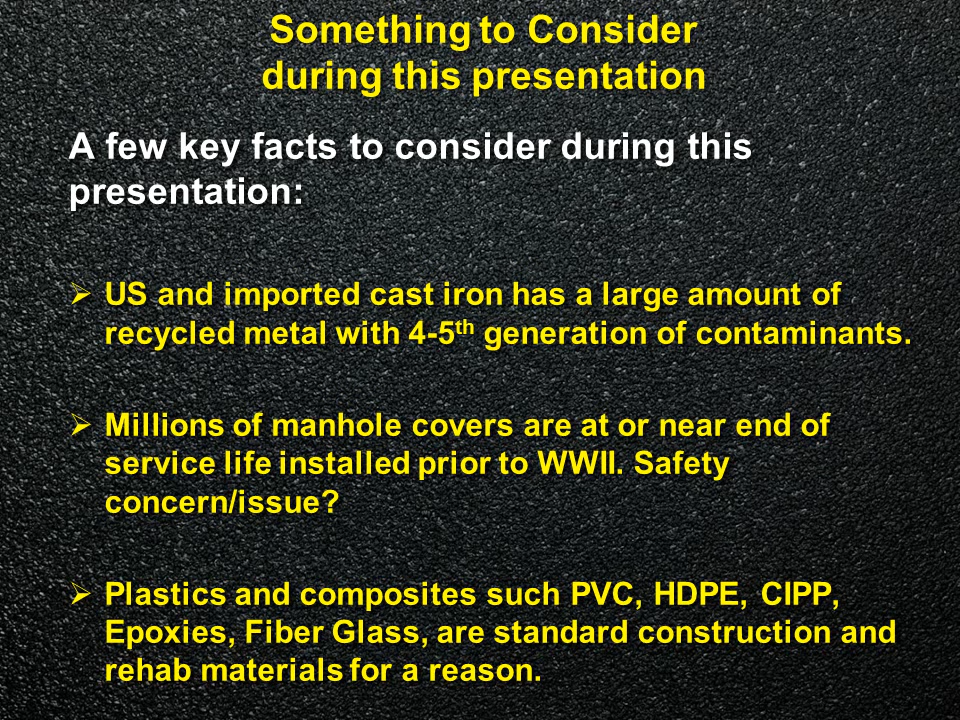 Something to Consider
during this presentation
A few key facts to consider during this
presentation:
➢ US and imported cast iron has a large amount of
recycled metal with 4-5th generation of contaminants.
➢ Millions of manhole covers are at or near end of
service life installed prior to WWII. Safety
concern/issue?
➢ Plastics and composites such PVC, HDPE, CIPP,
Epoxies, Fiber Glass, are standard construction and
rehab materials for a reason.